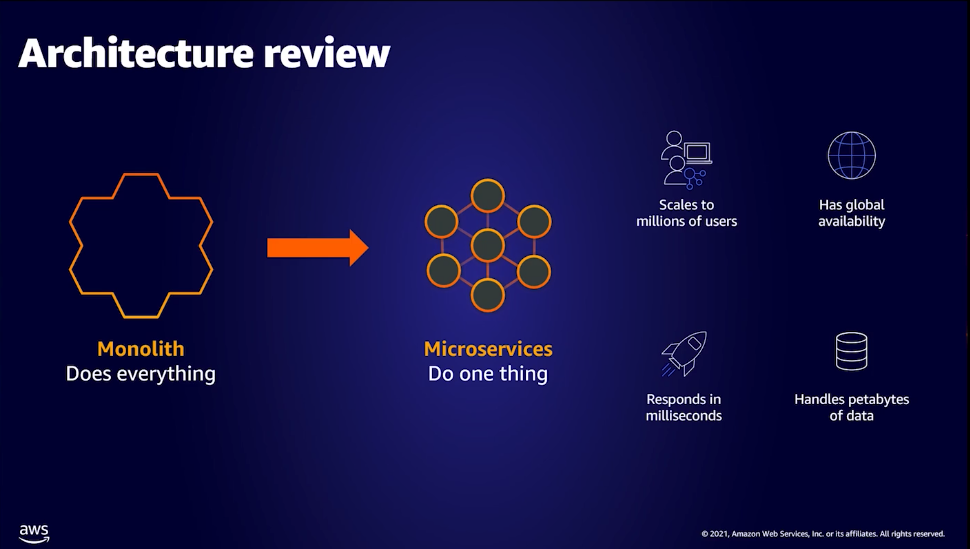 Architecture review
Monolith
Does everything
Microservices
Do one thing
Scales to
millions of users
Has global
availability
Responds in
milliseconds
Handles petabytes
of data
aws
© 2021, Amazon Web Services, Inc. or its affiliates. All rights reserved.